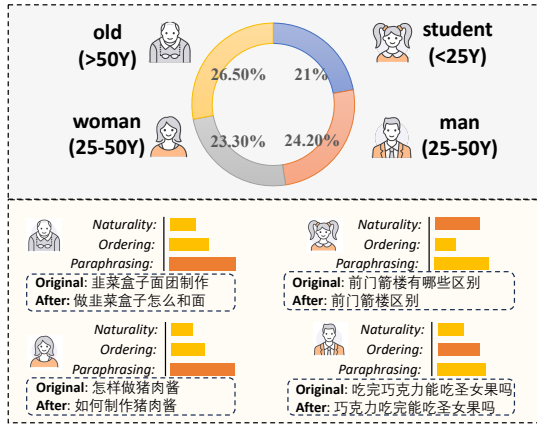 old
(>50Y)
student
(<25Y)
26.50%
21%
woman
(25-50Y)
23.30%
24.20%
man
(25-50Y)
Naturality:
Ordering:
Paraphrasing:
Original: 韭菜盒子面团制作
After: 做韭菜盒子怎么和面
Naturality:
Ordering:
Paraphrasing:
Original: 前门箭楼有哪些区别
After: 前门箭楼区别
Naturality:
Ordering:
Paraphrasing:
Original: 怎样做猪肉酱
After: 如何制作猪肉酱
Naturality:
Ordering:
Paraphrasing:
Original: 吃完巧克力能吃圣女果吗
After: 巧克力吃完能吃圣女果吗